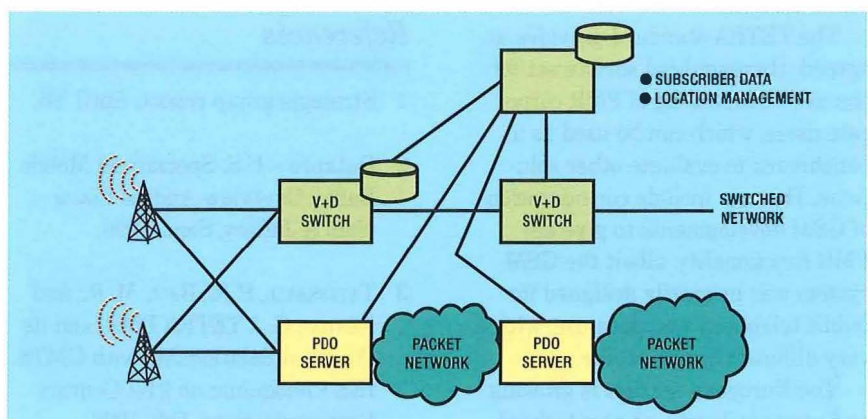 ● SUBSCRIBER DATA
● LOCATION MANAGEMENT
V+D
SWITCH
V+D
SWITCH
SWITCHED
NETWORK
PDO
SERVER
PACKET
NETWORK
PDO
SERVER
PACKET
NETWORK